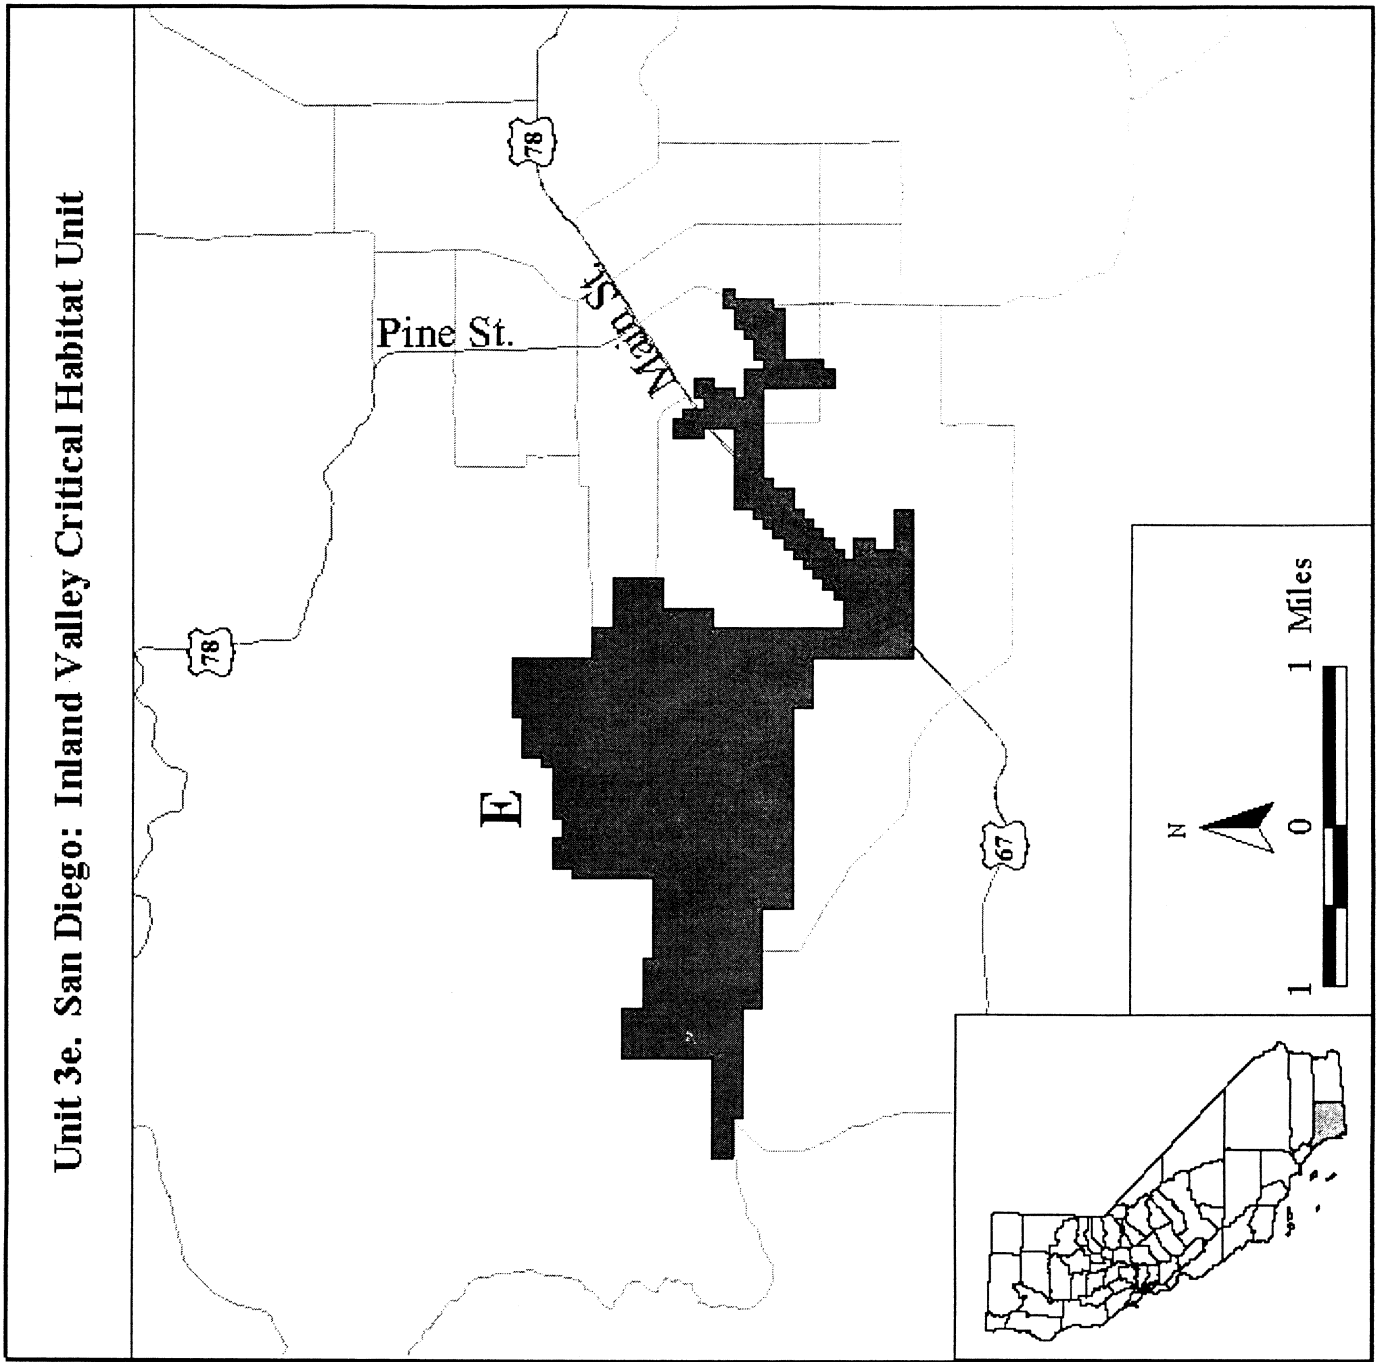 Unit 3e. San Diego: Inland Valley Critical Habitat Unit
78
78
Pine St.
Main St.
E
67
N
1 0 1 Miles